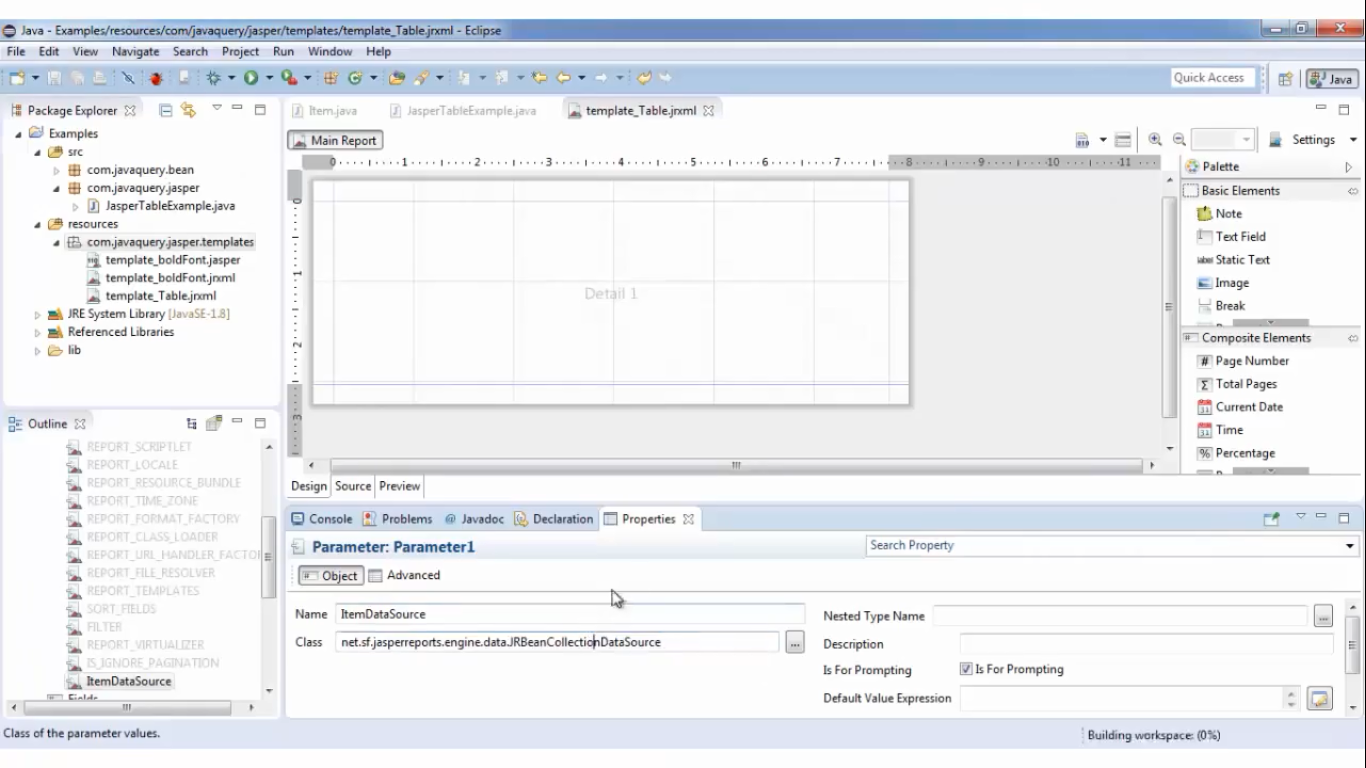 Java - Examples/resources/com/javaquery/jasper/templates/template_Table.jrxml - Eclipse
File Edit View Navigate Search Project Run Window Help
Quick Access
Java
Package Explorer
Examples
src
com.javaquery.bean
com.javaquery.jasper
JasperTableExample.java
resources
com.javaquery.jasper.templates
template_boldFont.jasper
template_boldFont.jrxml
template_Table.jrxml
JRE System Library [JavaSE-1.8]
Referenced Libraries
lib
Outline
REPORT_SCRIPTLET
REPORT_LOCALE
REPORT_RESOURCE_BUNDLE
REPORT_TIME_ZONE
REPORT_FORMAT_FACTORY
REPORT_CLASS_LOADER
REPORT_URL_HANDLER_FACTO
REPORT_FILE_RESOLVER
REPORT_TEMPLATES
SORT_FIELDS
FILTER
REPORT_VIRTUALIZER
IS_IGNORE_PAGINATION
ItemDataSource
Fields
Item.java JasperTableExample.java template_Table.jrxml
Main Report
Settings
0 1 2 3 4 5 6 7 8 9 10 11
0
1
2
3
Detail 1
Design Source Preview
Palette
Basic Elements
Note
Text Field
label Static Text
Image
Break
Composite Elements
# Page Number
Σ Total Pages
Current Date
Time
% Percentage
Console Problems @ Javadoc Declaration Properties
Parameter: Parameter1
Search Property
Object Advanced
Name ItemDataSource
Class net.sf.jasperreports.engine.data.JRBeanCollectionDataSource ...
Nested Type Name ...
Description
Is For Prompting Is For Prompting
Default Value Expression
Class of the parameter values.
Building workspace: (0%)